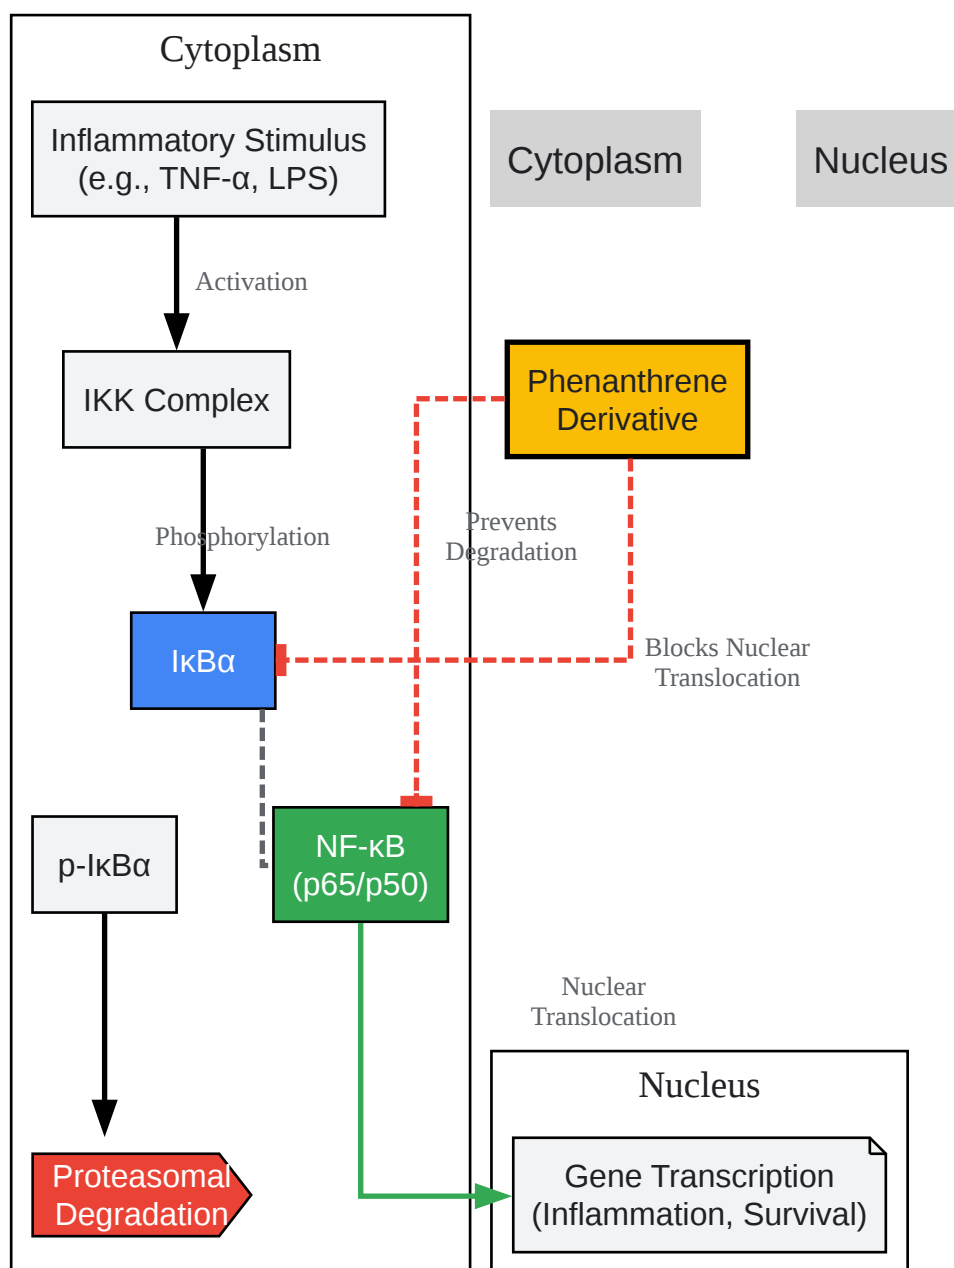 Cytoplasm
Inflammatory Stimulus
(e.g., TNF-α, LPS)
Cytoplasm
Nucleus
Activation
IKK Complex
Phenanthrene
Derivative
Phosphorylation
Prevents
Degradation
IκBα
Blocks Nuclear
Translocation
p-IκBα
NF-κB
(p65/p50)
Nuclear
Translocation
Nucleus
Proteasomal
Degradation
Gene Transcription
(Inflammation, Survival)